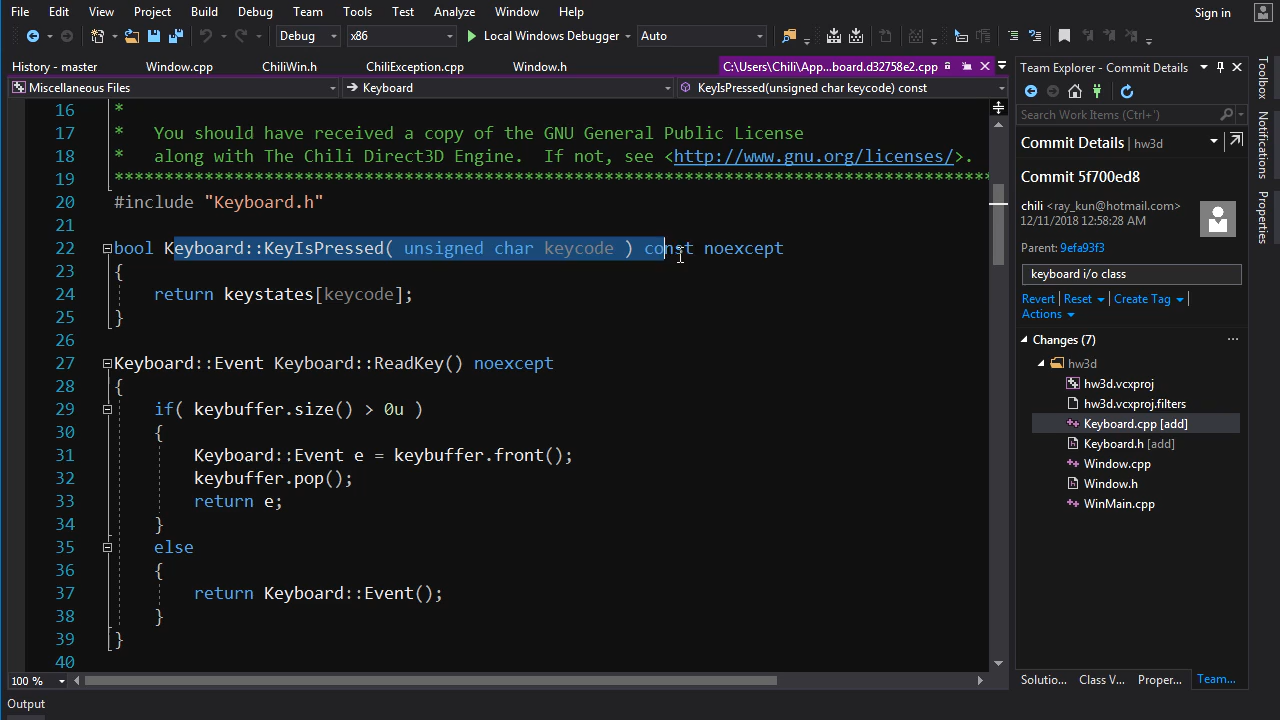 File Edit View Project Build Debug Team Tools Test Analyze Window Help Sign in
Debug x86 Local Windows Debugger Auto
History - master Window.cpp ChiliWin.h ChiliException.cpp Window.h C:\Users\Chili\App...board.d32758e2.cpp
Miscellaneous Files Keyboard KeyIsPressed(unsigned char keycode) const
16 *
17 * You should have received a copy of the GNU General Public License
18 * along with The Chili Direct3D Engine. If not, see <http://www.gnu.org/licenses/>.
19 ****************************************************************************************
20 #include "Keyboard.h"
21
22 bool Keyboard::KeyIsPressed( unsigned char keycode ) const noexcept
23 {
24 return keystates[keycode];
25 }
26
27 Keyboard::Event Keyboard::ReadKey() noexcept
28 {
29 if( keybuffer.size() > 0u )
30 {
31 Keyboard::Event e = keybuffer.front();
32 keybuffer.pop();
33 return e;
34 }
35 else
36 {
37 return Keyboard::Event();
38 }
39 }
40
100 %
Output
Team Explorer - Commit Details
Search Work Items (Ctrl+')
Commit Details | hw3d
Commit 5f700ed8
chili <ray_kun@hotmail.com>
12/11/2018 12:58:28 AM
Parent: 9efa93f3
keyboard i/o class
Revert Reset Create Tag
Actions
Changes (7) ...
hw3d
hw3d.vcxproj
hw3d.vcxproj.filters
Keyboard.cpp [add]
Keyboard.h [add]
Window.cpp
Window.h
WinMain.cpp
Solutio... Class V... Proper... Team...
Toolbox
Notifications
Properties